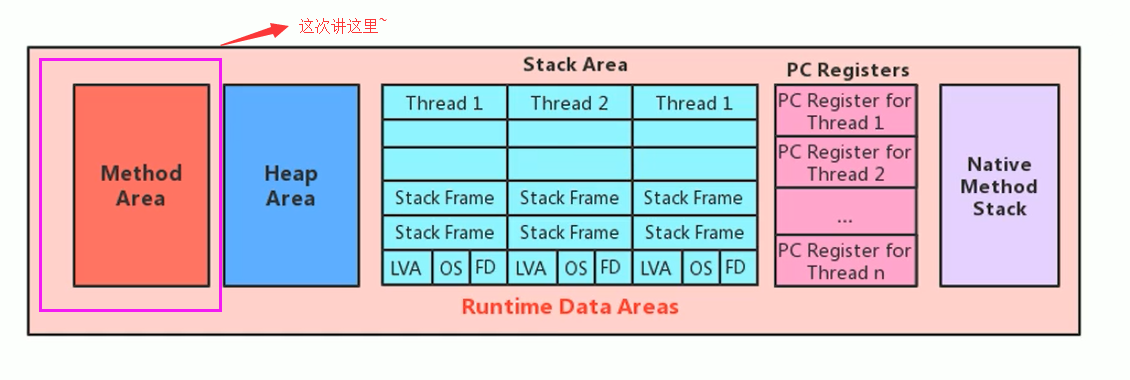 这次讲这里~
Stack Area
PC Registers
Method
Area
Heap
Area
Thread 1 Thread 2 Thread 1
Stack Frame Stack Frame Stack Frame
Stack Frame Stack Frame Stack Frame
LVA OS FD LVA OS FD LVA OS FD
PC Register for
Thread 1
PC Register for
Thread 2
...
PC Register for
Thread n
Native
Method
Stack
Runtime Data Areas